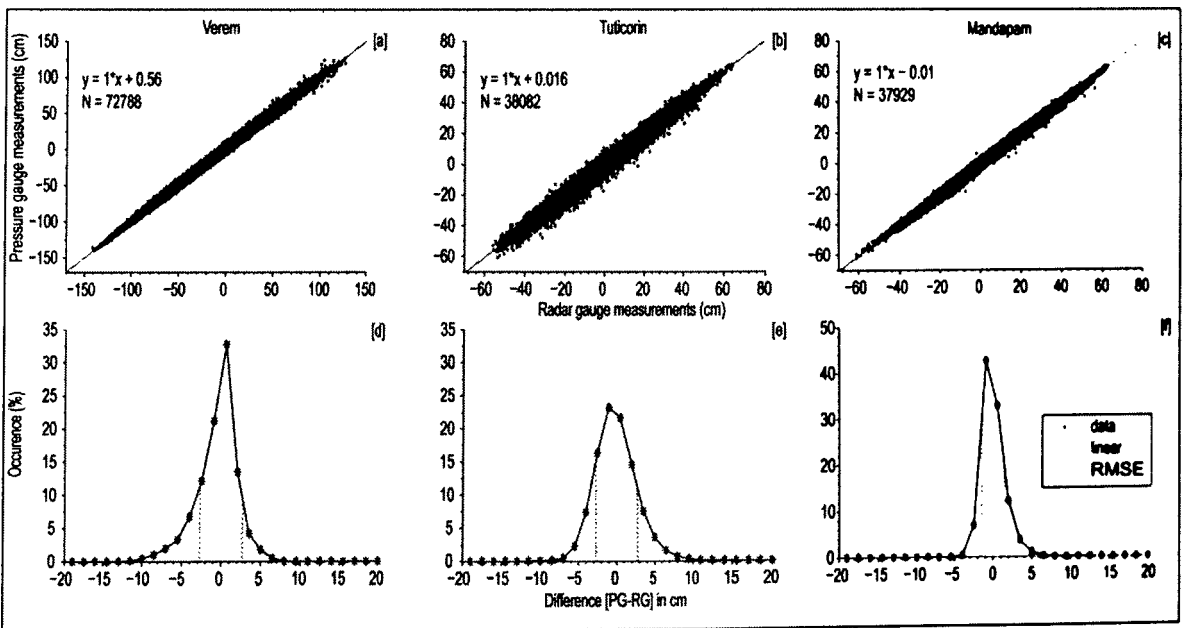 Verem
Tuticorin
Mandapam
[a]
[b]
[c]
y = 1*x + 0.56
N = 72788
y = 1*x + 0.016
N = 38082
y = 1*x − 0.01
N = 37929
Pressure gauge measurements (cm)
150
100
50
0
−50
−100
−150
80
60
40
20
0
−20
−40
−60
80
60
40
20
0
−20
−40
−60
−150 −100 −50 0 50 100 150
−60 −40 −20 0 20 40 60 80
−60 −40 −20 0 20 40 60 80
Radar gauge measurements (cm)
[d]
[e]
[f]
Occurence (%)
35
30
25
20
15
10
5
0
35
30
25
20
15
10
5
0
50
40
30
20
10
0
data
linear
RMSE
−20 −15 −10 −5 0 5 10 15 20
−20 −15 −10 −5 0 5 10 15 20
−20 −15 −10 −5 0 5 10 15 20
Difference [PG-RG] in cm